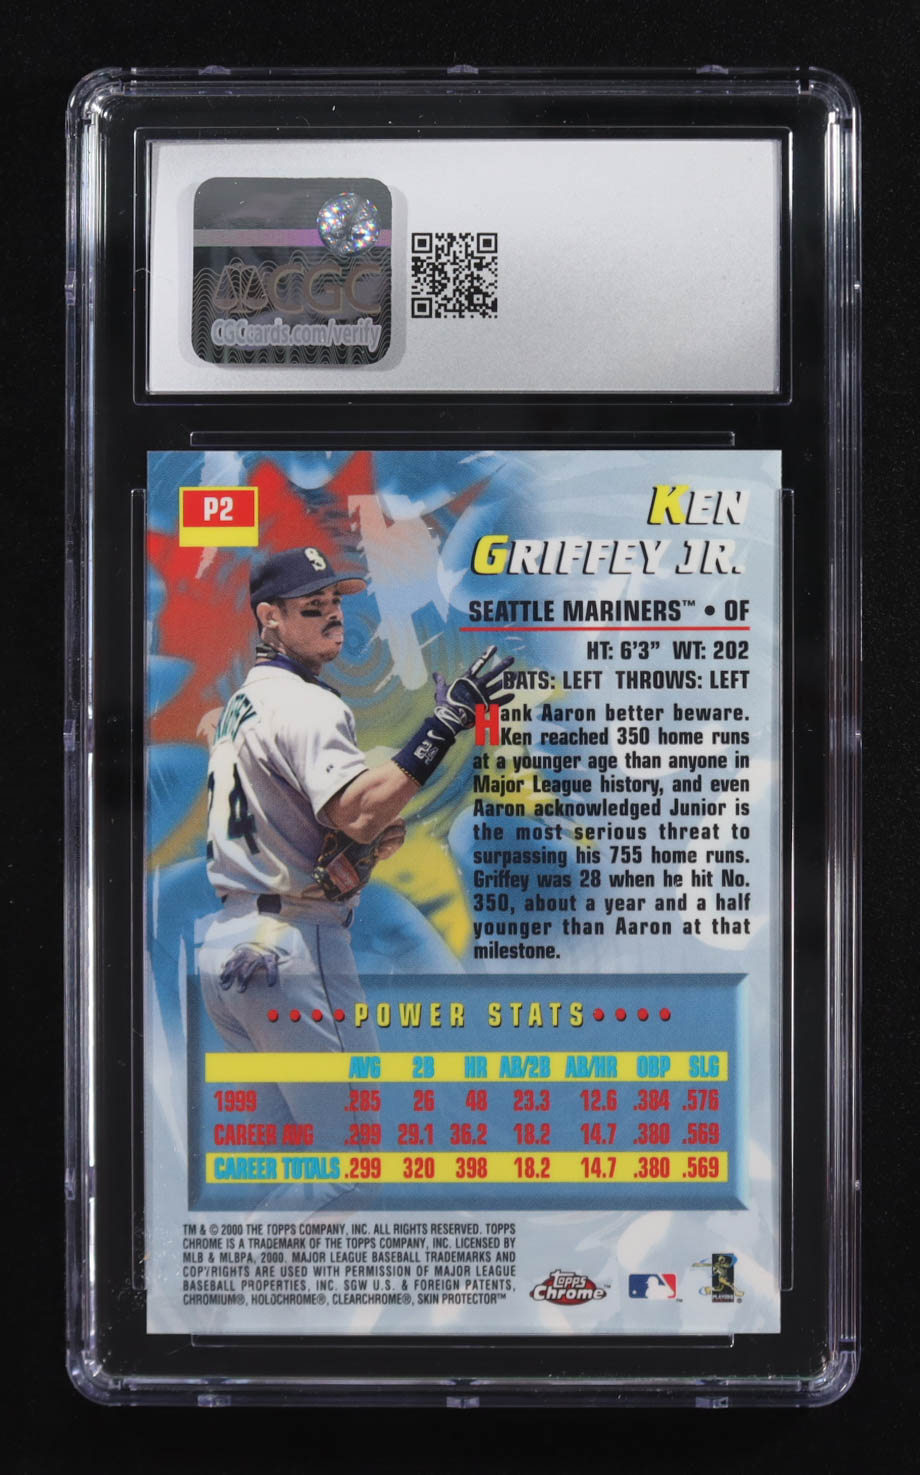 CGC
CGCcards.com/verify
P2
KEN
GRIFFEY JR.
SEATTLE MARINERS™ • OF
HT: 6'3" WT: 202
BATS: LEFT THROWS: LEFT
Hank Aaron better beware.
Ken reached 350 home runs
at a younger age than anyone in
Major League history, and even
Aaron acknowledged Junior is
the most serious threat to
surpassing his 755 home runs.
Griffey was 28 when he hit No.
350, about a year and a half
younger than Aaron at that
milestone.
24
POWER STATS
AVG 2B HR AB/2B AB/HR OBP SLG
1999 .285 26 48 23.3 12.6 .384 .576
CAREER AVG .299 29.1 36.2 18.2 14.7 .380 .569
CAREER TOTALS .299 320 398 18.2 14.7 .380 .569
TM & © 2000 THE TOPPS COMPANY, INC. ALL RIGHTS RESERVED. TOPPS
CHROME IS A TRADEMARK OF THE TOPPS COMPANY, INC. LICENSED BY
MLB & MLBPA, 2000. MAJOR LEAGUE BASEBALL TRADEMARKS AND
COPYRIGHTS ARE USED WITH PERMISSION OF MAJOR LEAGUE
BASEBALL PROPERTIES, INC. SGW U.S. & FOREIGN PATENTS,
CHROMIUM®, HOLOCHROME®, CLEARCHROME®, SKIN PROTECTOR™
Topps
Chrome™